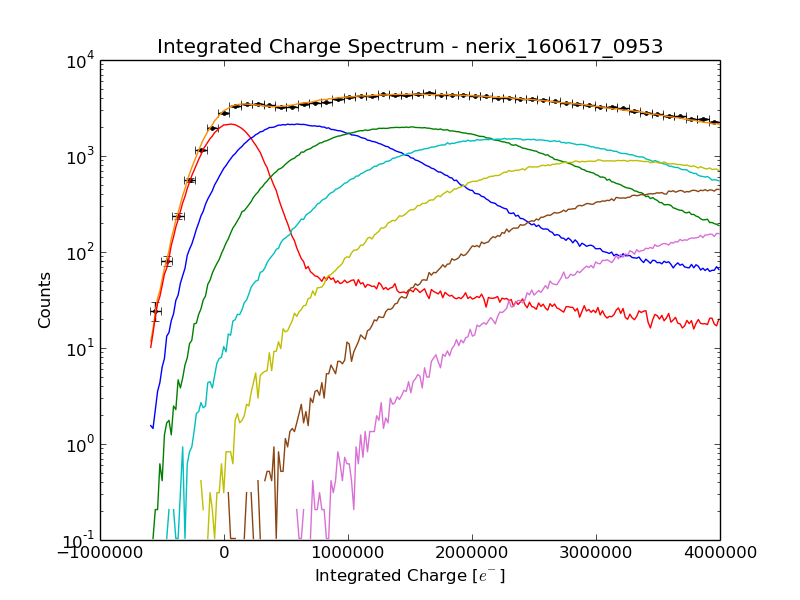 Integrated Charge Spectrum - nerix_160617_0953
10^4
10^3
10^2
10^1
10^0
10^-1
Counts
−1000000 0 1000000 2000000 3000000 4000000
Integrated Charge [e^-]